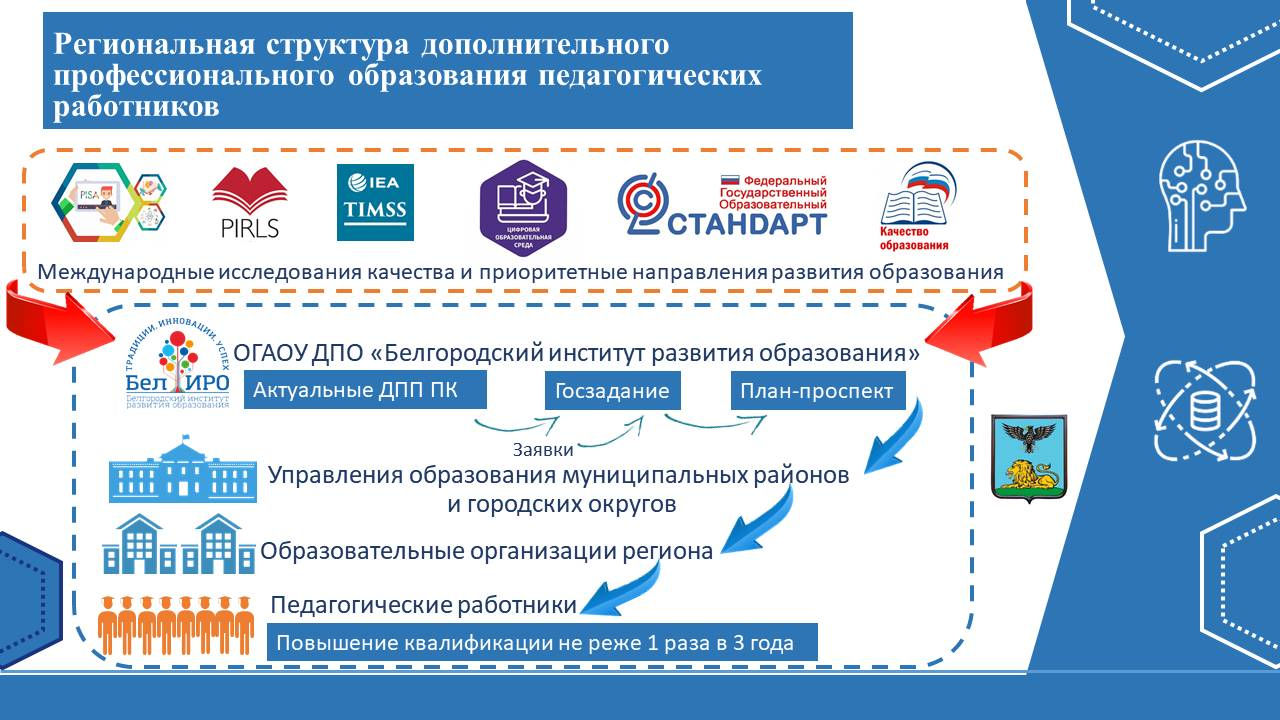 Региональная структура дополнительного
профессионального образования педагогических
работников
PISA
PIRLS
IEA
TIMSS
ЦИФРОВАЯ
ОБРАЗОВАТЕЛЬНАЯ
СРЕДА
Федеральный
Государственный
Образовательный
СТАНДАРТ
Качество
образования
Международные исследования качества и приоритетные направления развития образования
ТРАДИЦИИ, ИННОВАЦИИ, УСПЕХ
БелИРО
Белгородский институт
развития образования
ОГАОУ ДПО «Белгородский институт развития образования»
Актуальные ДПП ПК
Госзадание
План-проспект
Заявки
Управления образования муниципальных районов
и городских округов
Образовательные организации региона
Педагогические работники
Повышение квалификации не реже 1 раза в 3 года